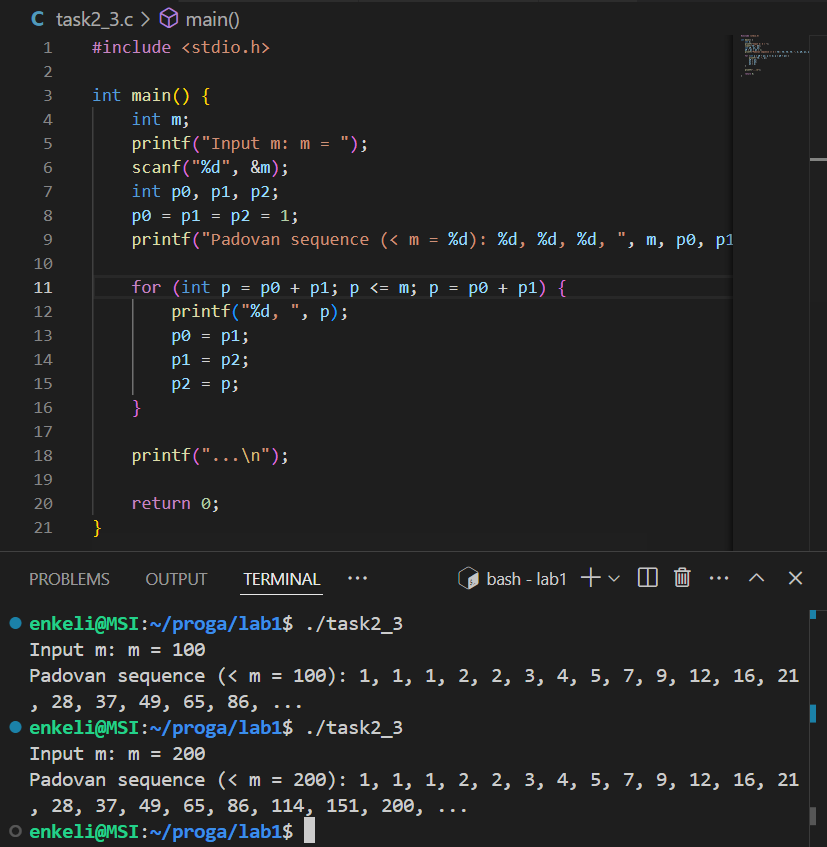 C task2_3.c > main()
1 #include <stdio.h>
2
3 int main() {
4 int m;
5 printf("Input m: m = ");
6 scanf("%d", &m);
7 int p0, p1, p2;
8 p0 = p1 = p2 = 1;
9 printf("Padovan sequence (< m = %d): %d, %d, %d, ", m, p0, p1
10
11 for (int p = p0 + p1; p <= m; p = p0 + p1) {
12 printf("%d, ", p);
13 p0 = p1;
14 p1 = p2;
15 p2 = p;
16 }
17
18 printf("...\n");
19
20 return 0;
21 }
PROBLEMS OUTPUT TERMINAL ... bash - lab1
enkeli@MSI:~/proga/lab1$ ./task2_3
Input m: m = 100
Padovan sequence (< m = 100): 1, 1, 1, 2, 2, 3, 4, 5, 7, 9, 12, 16, 21
, 28, 37, 49, 65, 86, ...
enkeli@MSI:~/proga/lab1$ ./task2_3
Input m: m = 200
Padovan sequence (< m = 200): 1, 1, 1, 2, 2, 3, 4, 5, 7, 9, 12, 16, 21
, 28, 37, 49, 65, 86, 114, 151, 200, ...
enkeli@MSI:~/proga/lab1$